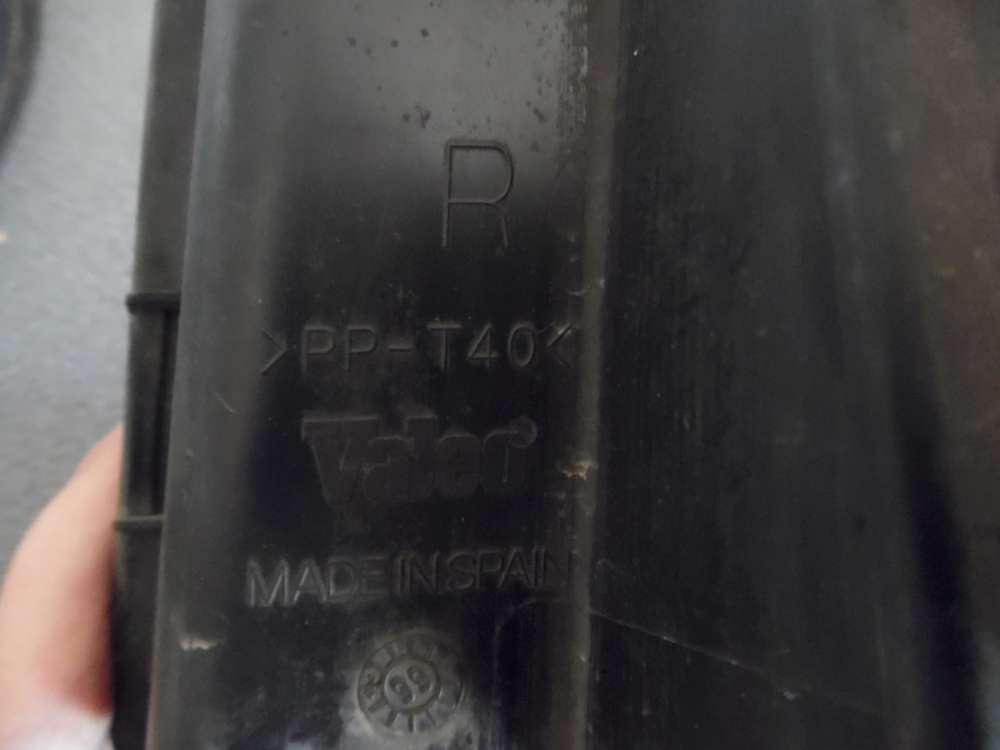 R
>PP-T40<
Valeo
MADE IN SPAIN